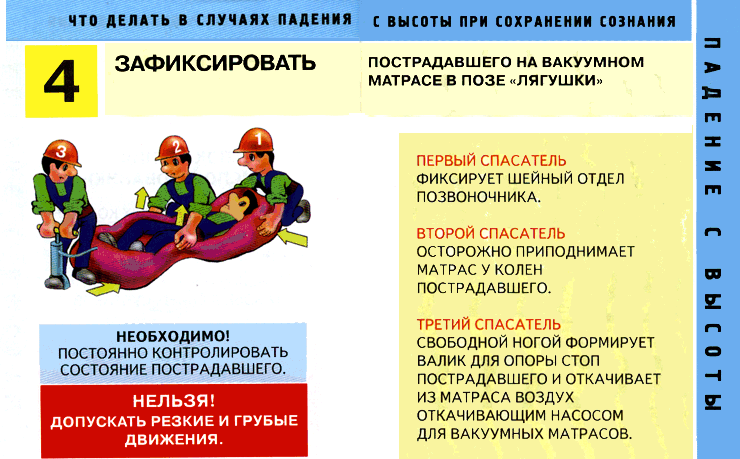 ЧТО ДЕЛАТЬ В СЛУЧАЯХ ПАДЕНИЯ С ВЫСОТЫ ПРИ СОХРАНЕНИИ СОЗНАНИЯ
4
ЗАФИКСИРОВАТЬ
ПОСТРАДАВШЕГО НА ВАКУУМНОМ
МАТРАСЕ В ПОЗЕ «ЛЯГУШКИ»
3
2
1
НЕОБХОДИМО!
ПОСТОЯННО КОНТРОЛИРОВАТЬ
СОСТОЯНИЕ ПОСТРАДАВШЕГО.
НЕЛЬЗЯ!
ДОПУСКАТЬ РЕЗКИЕ И ГРУБЫЕ
ДВИЖЕНИЯ.
ПЕРВЫЙ СПАСАТЕЛЬ
ФИКСИРУЕТ ШЕЙНЫЙ ОТДЕЛ
ПОЗВОНОЧНИКА.
ВТОРОЙ СПАСАТЕЛЬ
ОСТОРОЖНО ПРИПОДНИМАЕТ
МАТРАС У КОЛЕН
ПОСТРАДАВШЕГО.
ТРЕТИЙ СПАСАТЕЛЬ
СВОБОДНОЙ НОГОЙ ФОРМИРУЕТ
ВАЛИК ДЛЯ ОПОРЫ СТОП
ПОСТРАДАВШЕГО И ОТКАЧИВАЕТ
ИЗ МАТРАСА ВОЗДУХ
ОТКАЧИВАЮЩИМ НАСОСОМ
ДЛЯ ВАКУУМНЫХ МАТРАСОВ.
ПАДЕНИЕ С ВЫСОТЫ